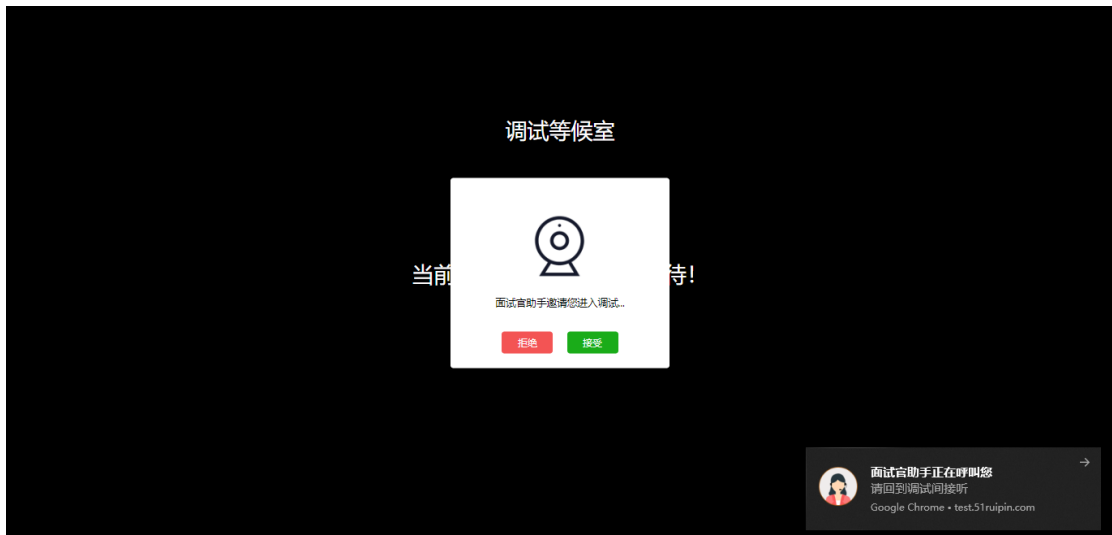 调试等候室
当前
待!
面试官助手邀请您进入调试...
拒绝
接受
面试官助手正在呼叫您
请回到调试间接听
Google Chrome • test.51ruipin.com